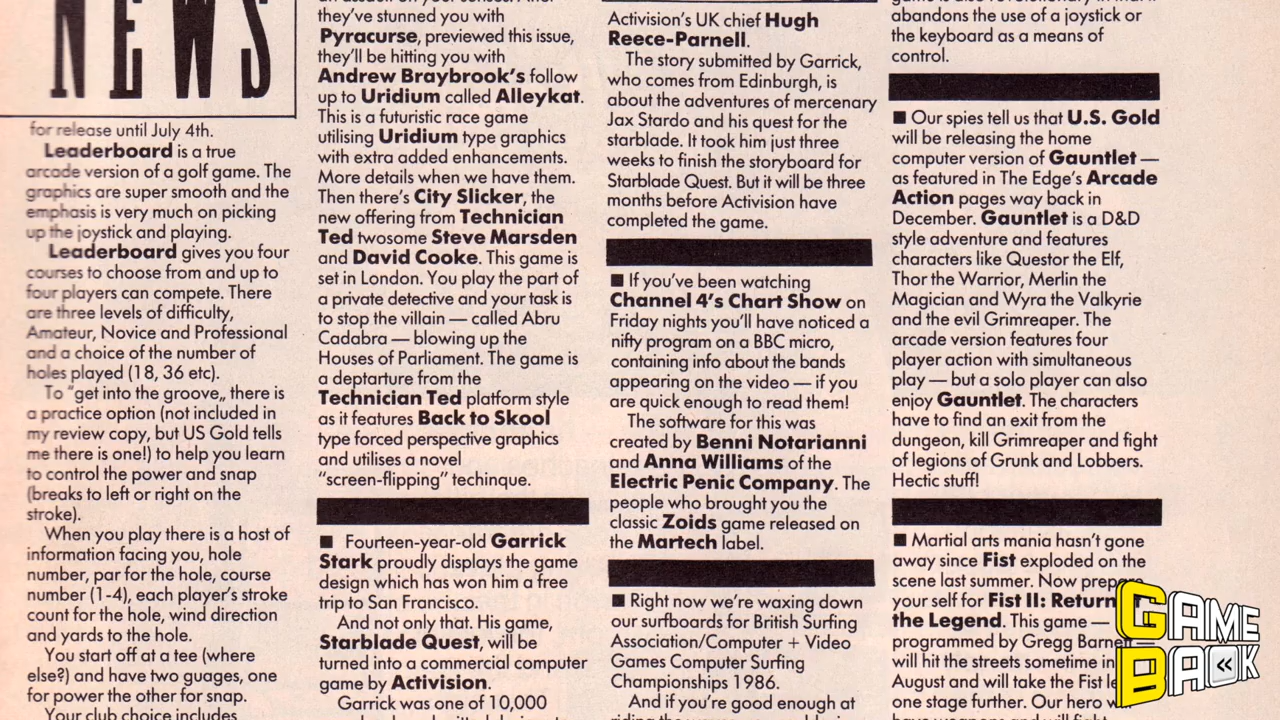 NEWS
for release until July 4th.
Leaderboard is a true
arcade version of a golf game. The
graphics are super smooth and the
emphasis is very much on picking
up the joystick and playing.
Leaderboard gives you four
courses to choose from and up to
four players can compete. There
are three levels of difficulty,
Amateur, Novice and Professional
and a choice of the number of
holes played (18, 36 etc).
To "get into the groove„ there is
a practice option (not included in
my review copy, but US Gold tells
me there is one!) to help you learn
to control the power and snap
(breaks to left or right on the
stroke).
When you play there is a host of
information facing you, hole
number, par for the hole, course
number (1-4), each player's stroke
count for the hole, wind direction
and yards to the hole.
You start off at a tee (where
else?) and have two guages, one
for power the other for snap.
Your club choice includes
they've stunned you with
Pyracurse, previewed this issue,
they'll be hitting you with
Andrew Braybrook's follow
up to Uridium called Alleykat.
This is a futuristic race game
utilising Uridium type graphics
with extra added enhancements.
More details when we have them.
Then there's City Slicker, the
new offering from Technician
Ted twosome Steve Marsden
and David Cooke. This game is
set in London. You play the part of
a private detective and your task is
to stop the villain — called Abru
Cadabra — blowing up the
Houses of Parliament. The game is
a deptarture from the
Technician Ted platform style
as it features Back to Skool
type forced perspective graphics
and utilises a novel
"screen-flipping" techinque.
■ Fourteen-year-old Garrick
Stark proudly displays the game
design which has won him a free
trip to San Francisco.
And not only that. His game,
Starblade Quest, will be
turned into a commercial computer
game by Activision.
Garrick was one of 10,000
Activision's UK chief Hugh
Reece-Parnell.
The story submitted by Garrick,
who comes from Edinburgh, is
about the adventures of mercenary
Jax Stardo and his quest for the
starblade. It took him just three
weeks to finish the storyboard for
Starblade Quest. But it will be three
months before Activision have
completed the game.
■ If you've been watching
Channel 4's Chart Show on
Friday nights you'll have noticed a
nifty program on a BBC micro,
containing info about the bands
appearing on the video — if you
are quick enough to read them!
The software for this was
created by Benni Notarianni
and Anna Williams of the
Electric Penic Company. The
people who brought you the
classic Zoids game released on
the Martech label.
■ Right now we're waxing down
our surfboards for British Surfing
Association/Computer + Video
Games Computer Surfing
Championships 1986.
And if you're good enough at
abandons the use of a joystick or
the keyboard as a means of
control.
■ Our spies tell us that U.S. Gold
will be releasing the home
computer version of Gauntlet —
as featured in The Edge's Arcade
Action pages way back in
December. Gauntlet is a D&D
style adventure and features
characters like Questor the Elf,
Thor the Warrior, Merlin the
Magician and Wyra the Valkyrie
and the evil Grimreaper. The
arcade version features four
player action with simultaneous
play — but a solo player can also
enjoy Gauntlet. The characters
have to find an exit from the
dungeon, kill Grimreaper and fight
of legions of Grunk and Lobbers.
Hectic stuff!
■ Martial arts mania hasn't gone
away since Fist exploded on the
scene last summer. Now prepare
your self for Fist II: Return
the Legend. This game —
programmed by Gregg Barn
will hit the streets sometime in
August and will take the Fist
one stage further. Our hero
GAME
BACK